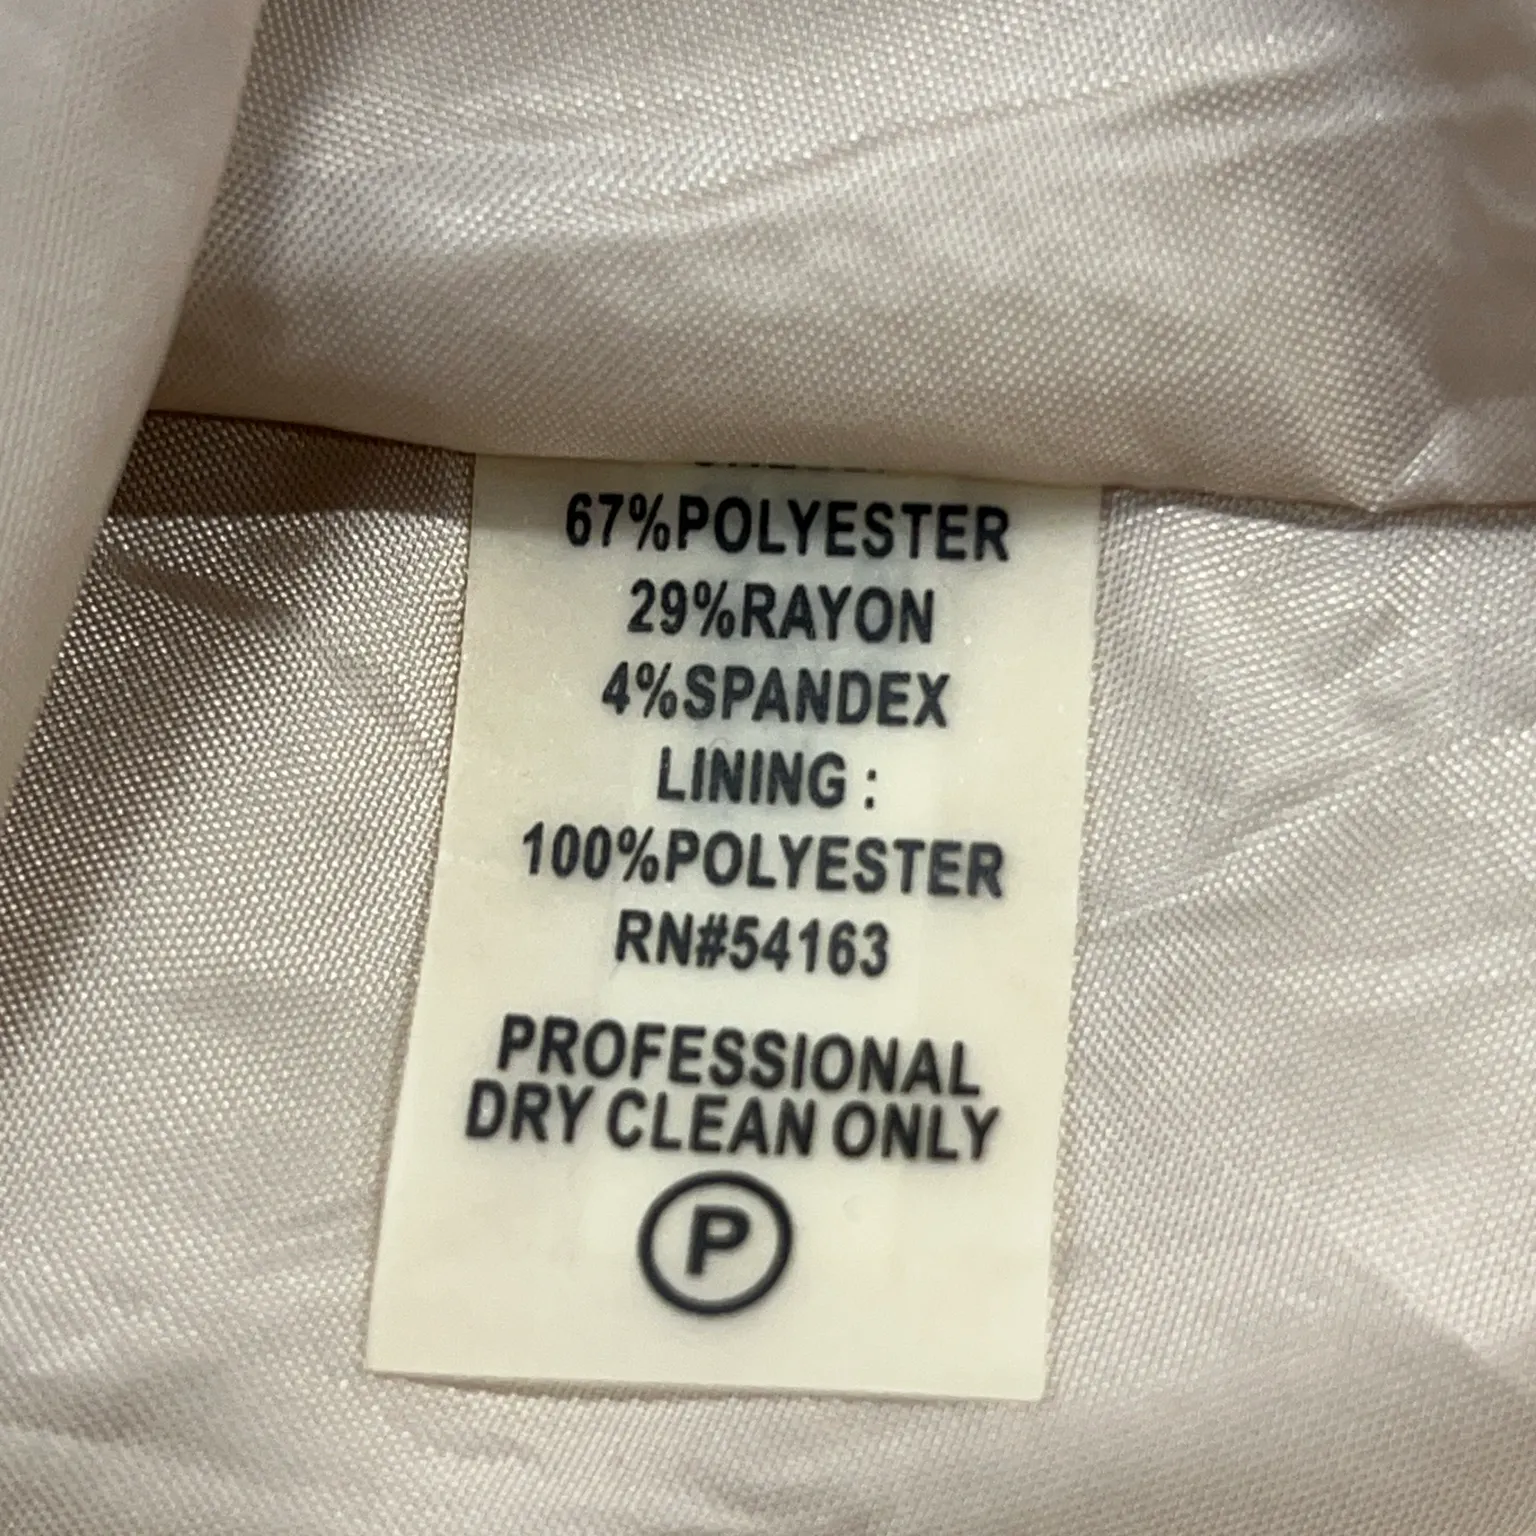 67%POLYESTER
29%RAYON
4%SPANDEX
LINING :
100%POLYESTER
RN#54163
PROFESSIONAL
DRY CLEAN ONLY
P